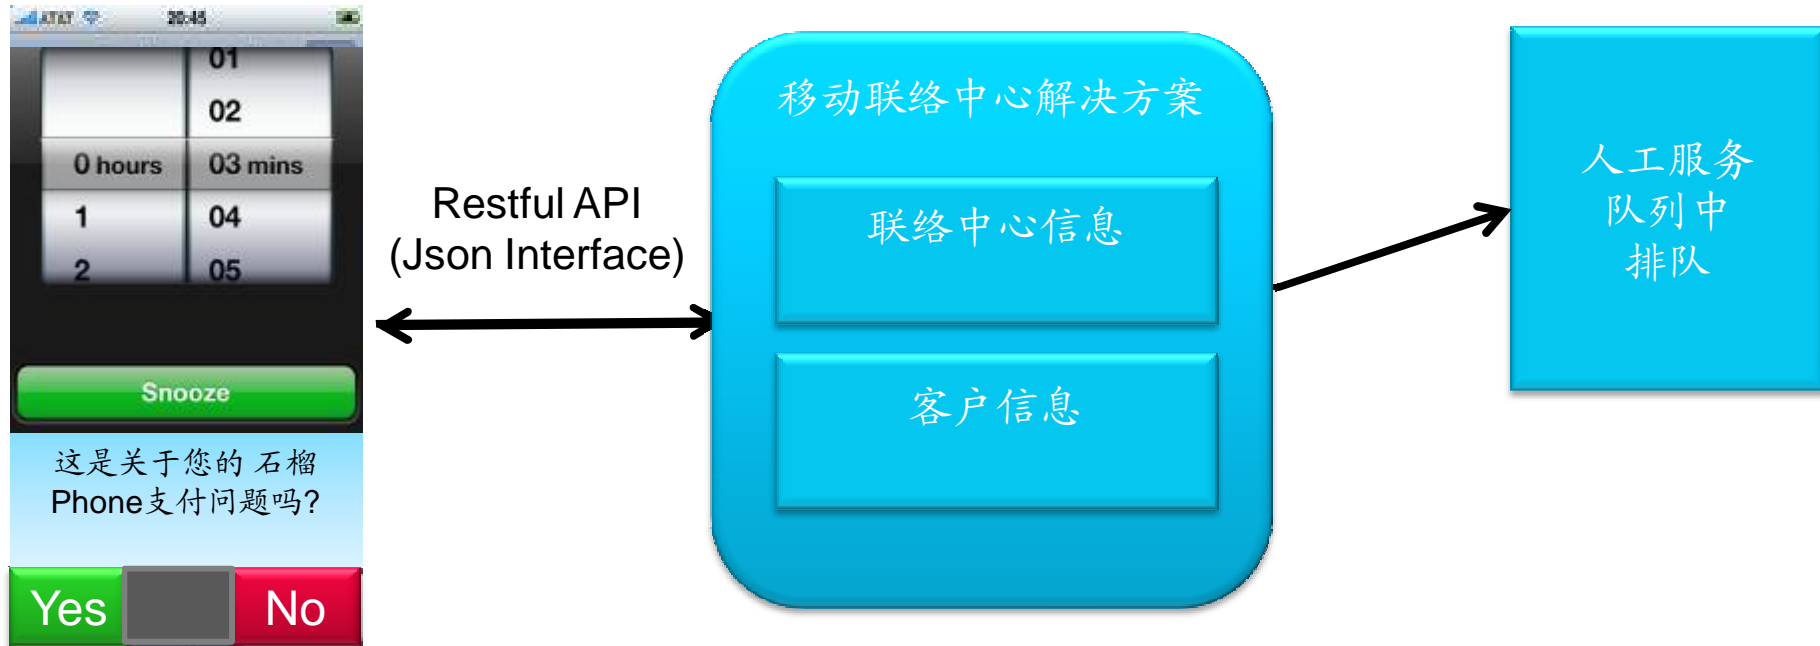 ATAT 20:45
01
02
0 hours 03 mins
1 04
2 05
Snooze
这是关于您的 石榴
Phone支付问题吗?
Yes No
Restful API
(Json Interface)
移动联络中心解决方案
联络中心信息
客户信息
人工服务
队列中
排队